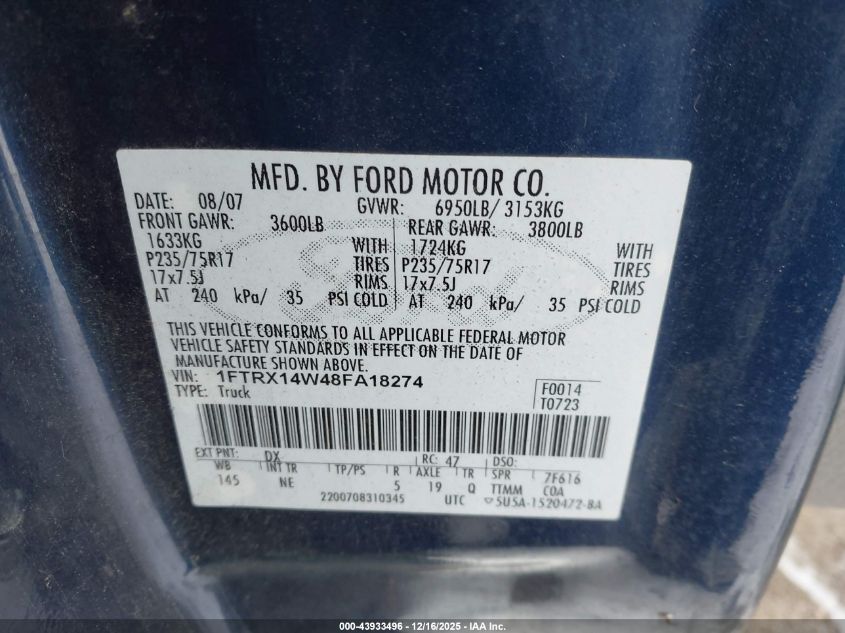 MFD. BY FORD MOTOR CO.
DATE: 08/07 GVWR: 6950LB/ 3153KG
FRONT GAWR: 3600LB REAR GAWR: 3800LB
1633KG WITH 1724KG WITH
P235/75R17 TIRES P235/75R17 TIRES
17x7.5J RIMS 17x7.5J RIMS
AT 240 kPa/ 35 PSI COLD AT 240 kPa/ 35 PSI COLD
THIS VEHICLE CONFORMS TO ALL APPLICABLE FEDERAL MOTOR
VEHICLE SAFETY STANDARDS IN EFFECT ON THE DATE OF
MANUFACTURE SHOWN ABOVE.
VIN: 1FTRX14W48FA18274
TYPE: Truck
F0014
T0723
EXT PNT: DX RC: 47 DSO:
WB INT TR TP/PS R AXLE TR SPR 7F616
145 NE 5 19 Q TTMM COA
2200708310345 UTC ▽5U5A-1520472-BA
000-43933496 - 12/16/2025 - IAA Inc.